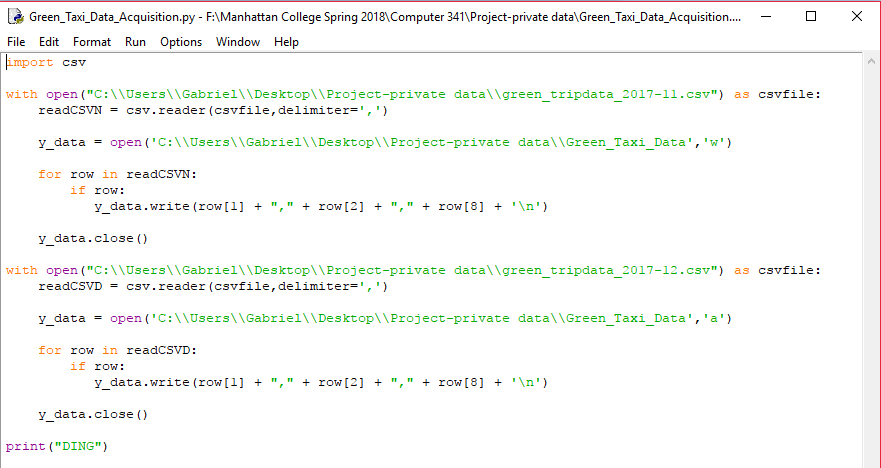 Green_Taxi_Data_Acquisition.py - F:\Manhattan College Spring 2018\Computer 341\Project-private data\Green_Taxi_Data_Acquisition....
File Edit Format Run Options Window Help
import csv
with open("C:\\Users\\Gabriel\\Desktop\\Project-private data\\green_tripdata_2017-11.csv") as csvfile:
    readCSVN = csv.reader(csvfile,delimiter=',')
    y_data = open('C:\\Users\\Gabriel\\Desktop\\Project-private data\\Green_Taxi_Data','w')
    for row in readCSVN:
        if row:
           y_data.write(row[1] + "," + row[2] + "," + row[8] + '\n')
    y_data.close()
with open("C:\\Users\\Gabriel\\Desktop\\Project-private data\\green_tripdata_2017-12.csv") as csvfile:
    readCSVD = csv.reader(csvfile,delimiter=',')
    y_data = open('C:\\Users\\Gabriel\\Desktop\\Project-private data\\Green_Taxi_Data','a')
    for row in readCSVD:
        if row:
           y_data.write(row[1] + "," + row[2] + "," + row[8] + '\n')
    y_data.close()
print("DING")